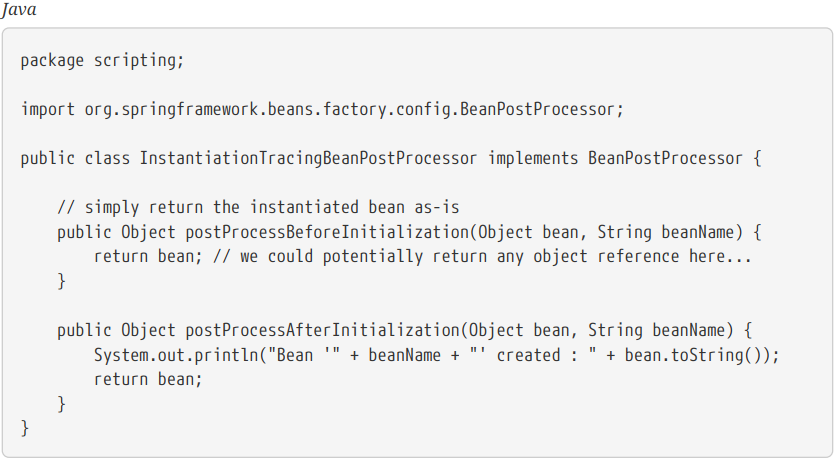 Java
package scripting;
import org.springframework.beans.factory.config.BeanPostProcessor;
public class InstantiationTracingBeanPostProcessor implements BeanPostProcessor {
// simply return the instantiated bean as-is
public Object postProcessBeforeInitialization(Object bean, String beanName) {
return bean; // we could potentially return any object reference here...
}
public Object postProcessAfterInitialization(Object bean, String beanName) {
System.out.println("Bean '" + beanName + "' created : " + bean.toString());
return bean;
}
}